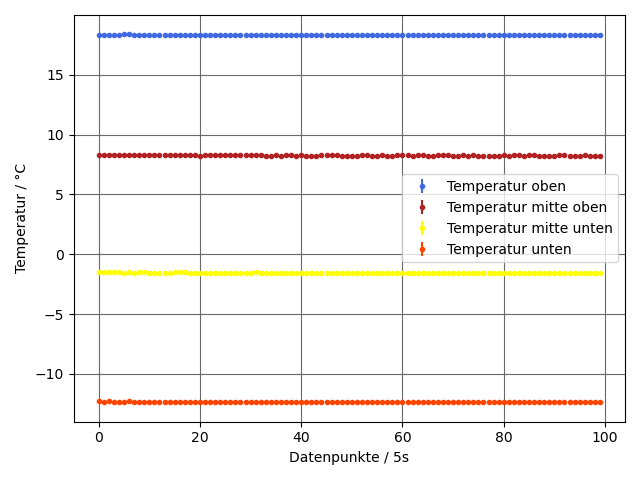 Temperatur / °C
15
10
5
0
−5
−10
Temperatur oben
Temperatur mitte oben
Temperatur mitte unten
Temperatur unten
0
20
40
60
80
100
Datenpunkte / 5s